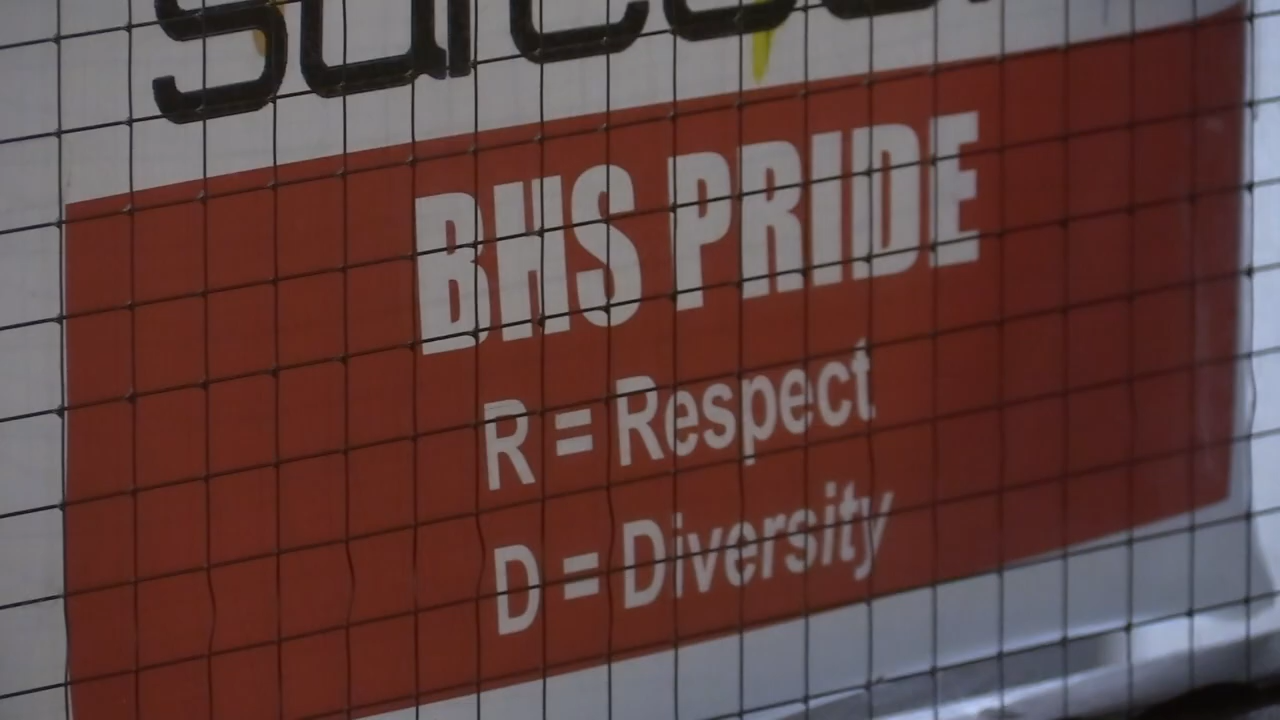 BHS PRIDE
R = Respect
D = Diversity